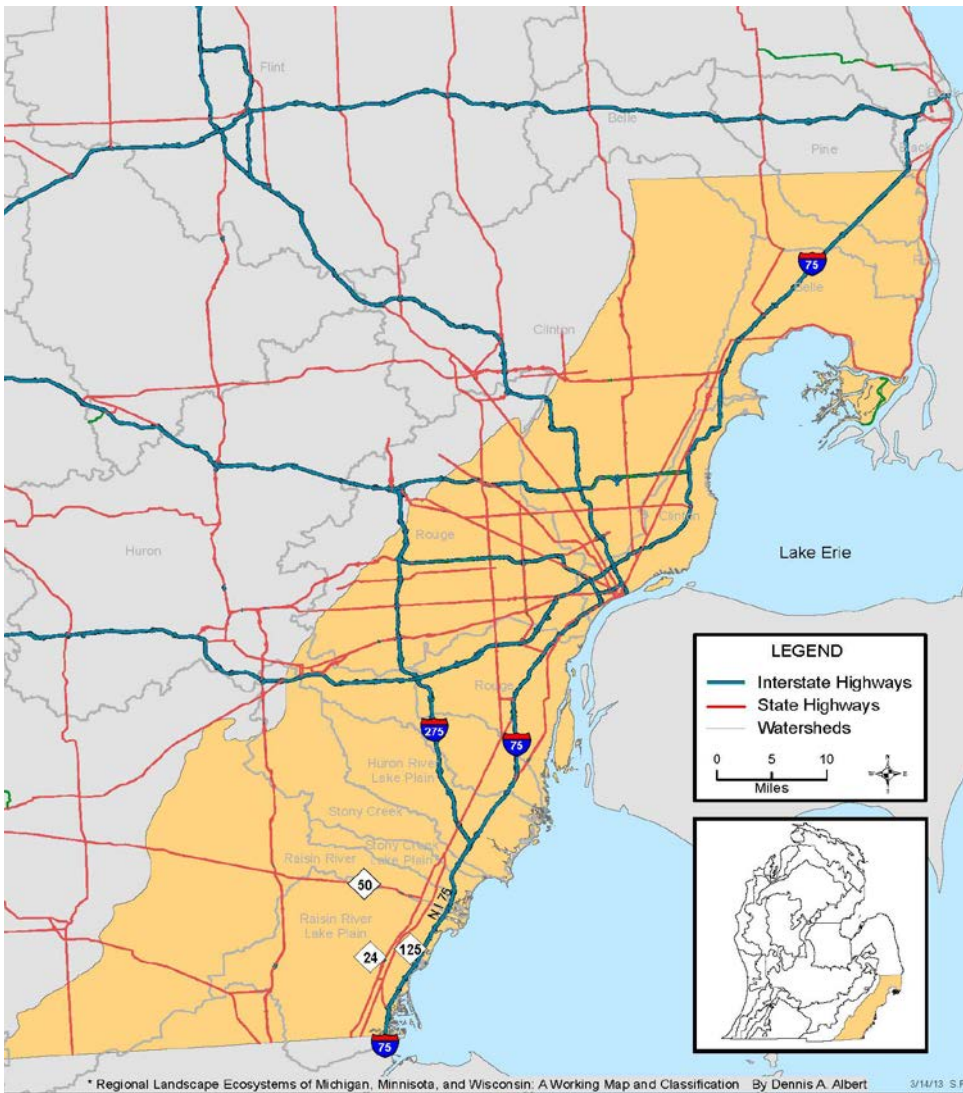 Flint
Black
Belle
Pine
Black
75
Belle
Clinton
Clinton
Rouge
Lake Erie
Huron
LEGEND
Interstate Highways
State Highways
Watersheds
0 5 10
Miles
Rouge
275
75
Huron River
Lake Plain
Stony Creek
Stony Creek
Lake Plain
Raisin River
50
N I 75
Raisin River
Lake Plain
24
125
75
* Regional Landscape Ecosystems of Michigan, Minnisota, and Wisconsin: A Working Map and Classification By Dennis A. Albert
3/14/13